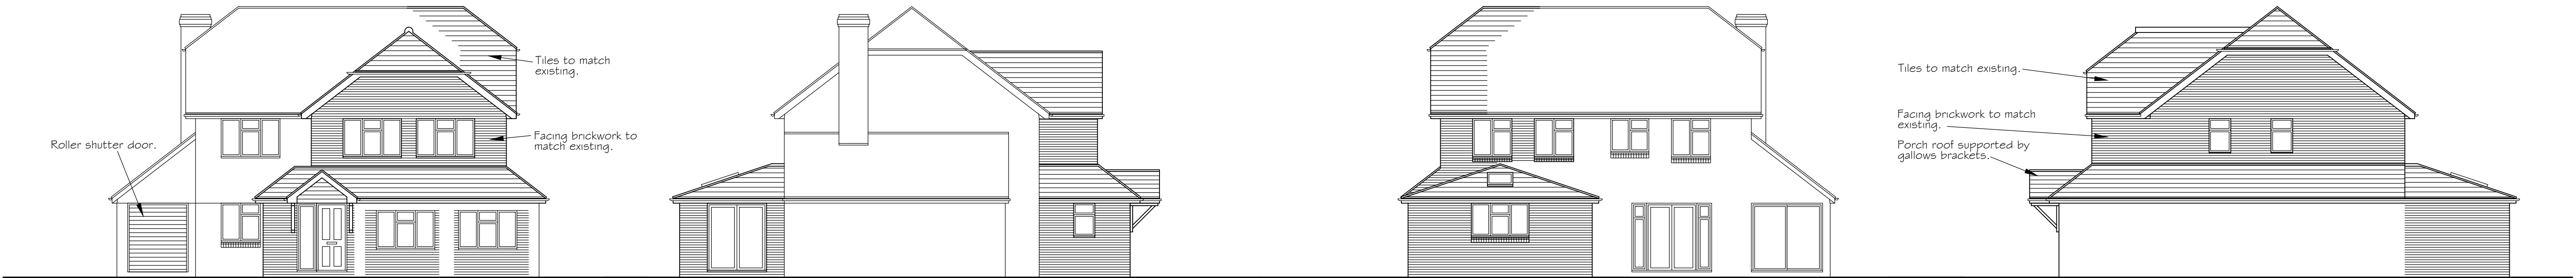 Tiles to match
existing.
Roller shutter door.
Facing brickwork to
match existing.
Tiles to match existing.
Facing brickwork to match
existing.
Porch roof supported by
gallows brackets.